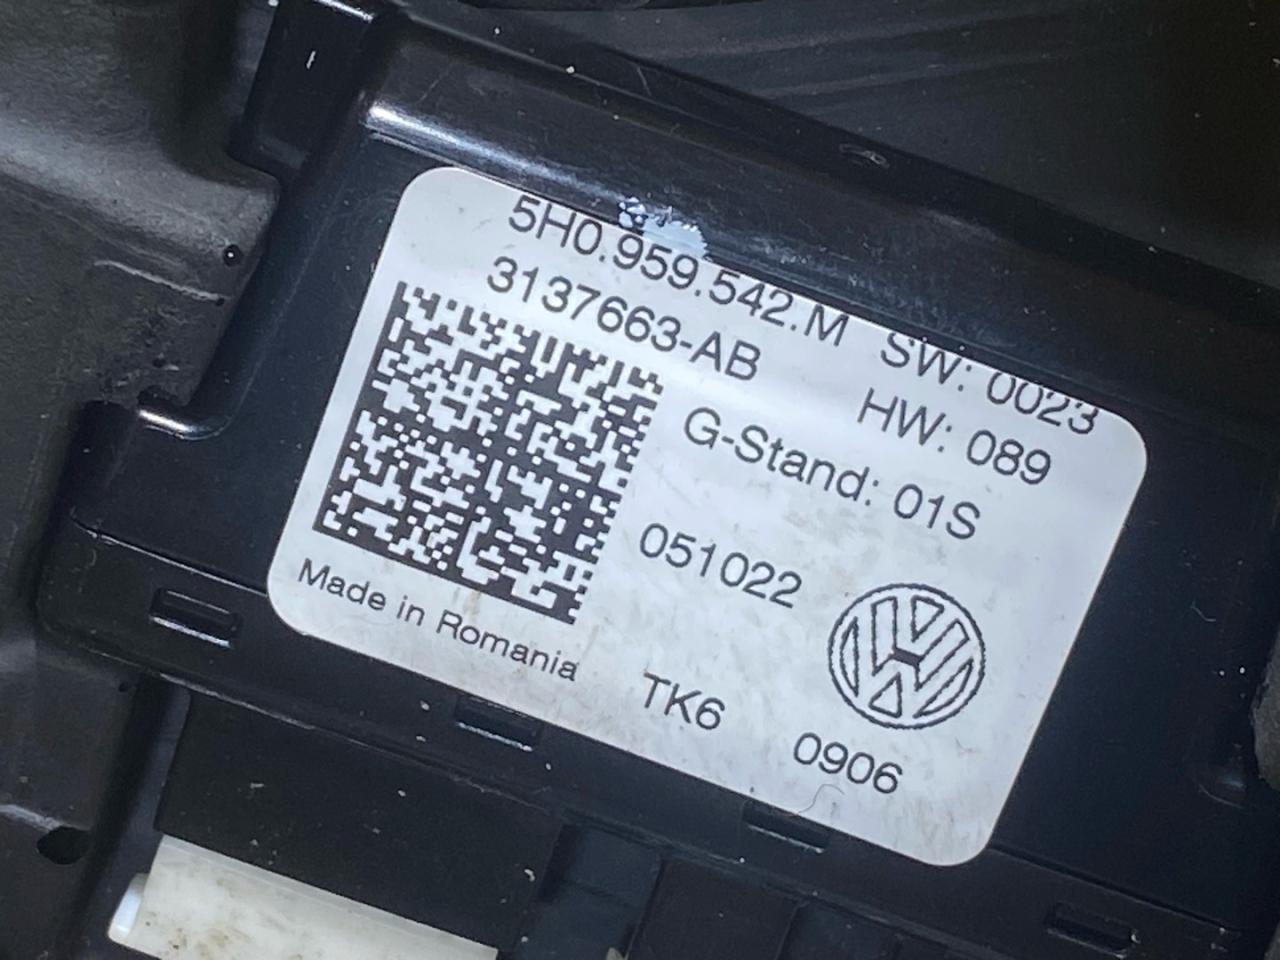 5H0.959.542.M SW: 0023
3137663-AB HW: 089
G-Stand: 01S
051022
Made in Romania
TK6
0906